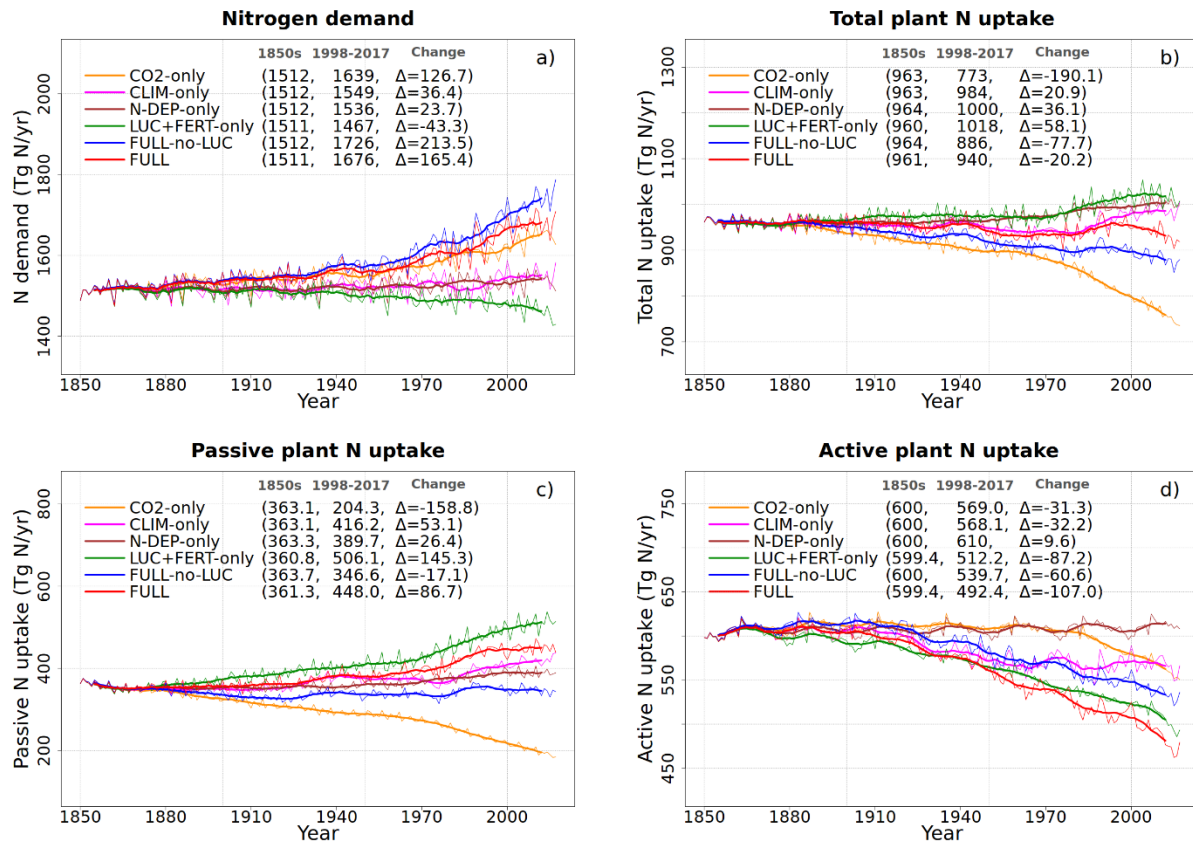 Nitrogen demand
1850s 1998-2017 Change
a)
CO2-only (1512, 1639, Δ=126.7)
CLIM-only (1512, 1549, Δ=36.4)
N-DEP-only (1512, 1536, Δ=23.7)
LUC+FERT-only (1511, 1467, Δ=-43.3)
FULL-no-LUC (1512, 1726, Δ=213.5)
FULL (1511, 1676, Δ=165.4)
N demand (Tg N/yr)
2000
1800
1600
1400
1850 1880 1910 1940 1970 2000
Year
Total plant N uptake
1850s 1998-2017 Change
b)
CO2-only (963, 773, Δ=-190.1)
CLIM-only (963, 984, Δ=20.9)
N-DEP-only (964, 1000, Δ=36.1)
LUC+FERT-only (960, 1018, Δ=58.1)
FULL-no-LUC (964, 886, Δ=-77.7)
FULL (961, 940, Δ=-20.2)
Total N uptake (Tg N/yr)
1300
1100
900
700
1850 1880 1910 1940 1970 2000
Year
Passive plant N uptake
1850s 1998-2017 Change
c)
CO2-only (363.1, 204.3, Δ=-158.8)
CLIM-only (363.1, 416.2, Δ=53.1)
N-DEP-only (363.3, 389.7, Δ=26.4)
LUC+FERT-only (360.8, 506.1, Δ=145.3)
FULL-no-LUC (363.7, 346.6, Δ=-17.1)
FULL (361.3, 448.0, Δ=86.7)
Passive N uptake (Tg N/yr)
800
600
400
200
1850 1880 1910 1940 1970 2000
Year
Active plant N uptake
1850s 1998-2017 Change
d)
CO2-only (600, 569.0, Δ=-31.3)
CLIM-only (600, 568.1, Δ=-32.2)
N-DEP-only (600, 610, Δ=9.6)
LUC+FERT-only (599.4, 512.2, Δ=-87.2)
FULL-no-LUC (600, 539.7, Δ=-60.6)
FULL (599.4, 492.4, Δ=-107.0)
Active N uptake (Tg N/yr)
750
650
550
450
1850 1880 1910 1940 1970 2000
Year